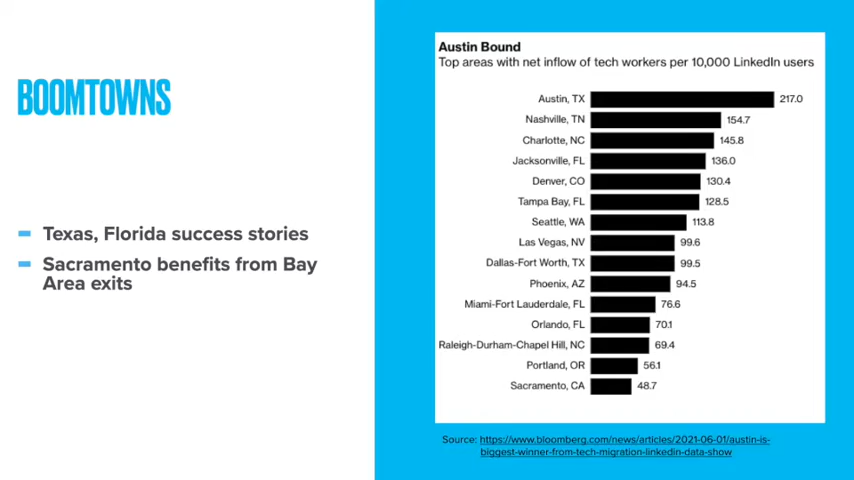 BOOMTOWNS
Texas, Florida success stories
Sacramento benefits from Bay
Area exits
Austin Bound
Top areas with net inflow of tech workers per 10,000 LinkedIn users
Austin, TX 217.0
Nashville, TN 154.7
Charlotte, NC 145.8
Jacksonville, FL 136.0
Denver, CO 130.4
Tampa Bay, FL 128.5
Seattle, WA 113.8
Las Vegas, NV 99.6
Dallas-Fort Worth, TX 99.5
Phoenix, AZ 94.5
Miami-Fort Lauderdale, FL 76.6
Orlando, FL 70.1
Raleigh-Durham-Chapel Hill, NC 69.4
Portland, OR 56.1
Sacramento, CA 48.7
Source: https://www.bloomberg.com/news/articles/2021-06-01/austin-is-
biggest-winner-from-tech-migration-linkedin-data-show